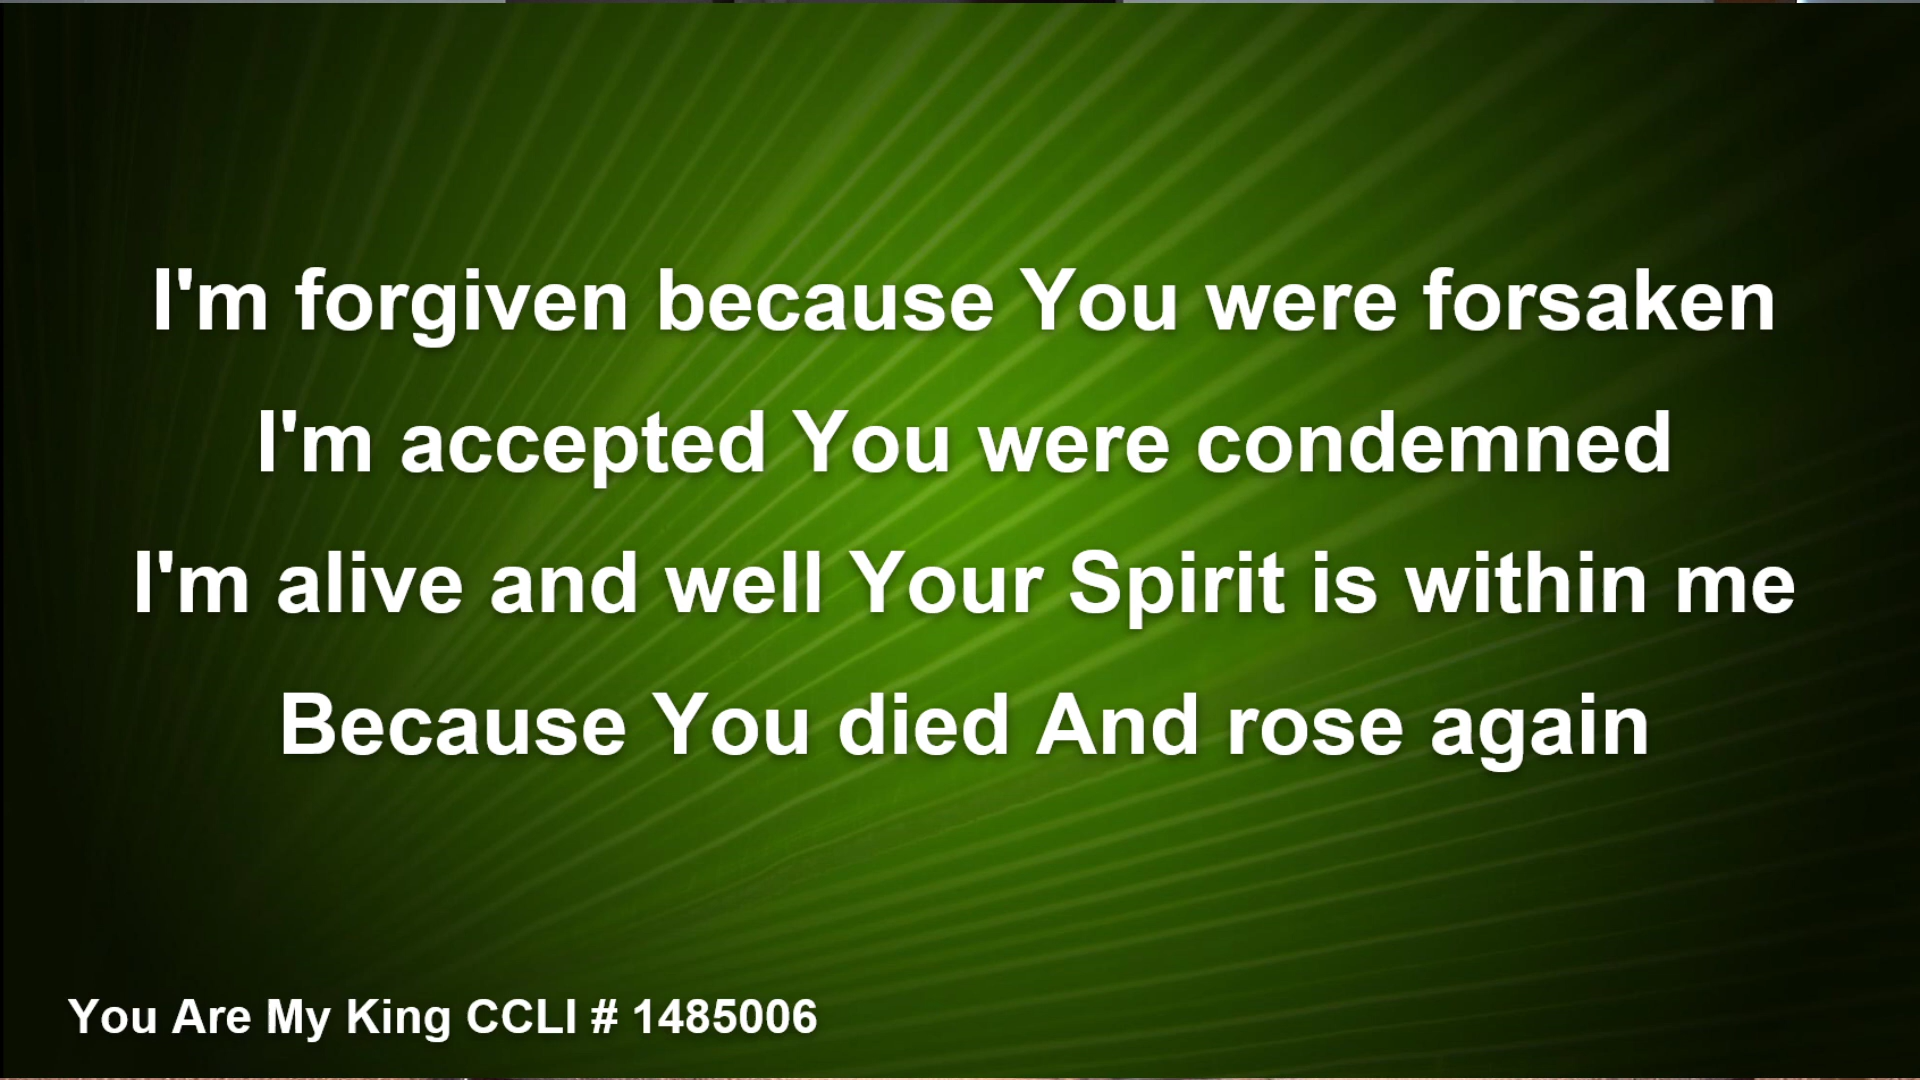 I'm forgiven because You were forsaken
I'm accepted You were condemned
I'm alive and well Your Spirit is within me
Because You died And rose again
You Are My King CCLI # 1485006